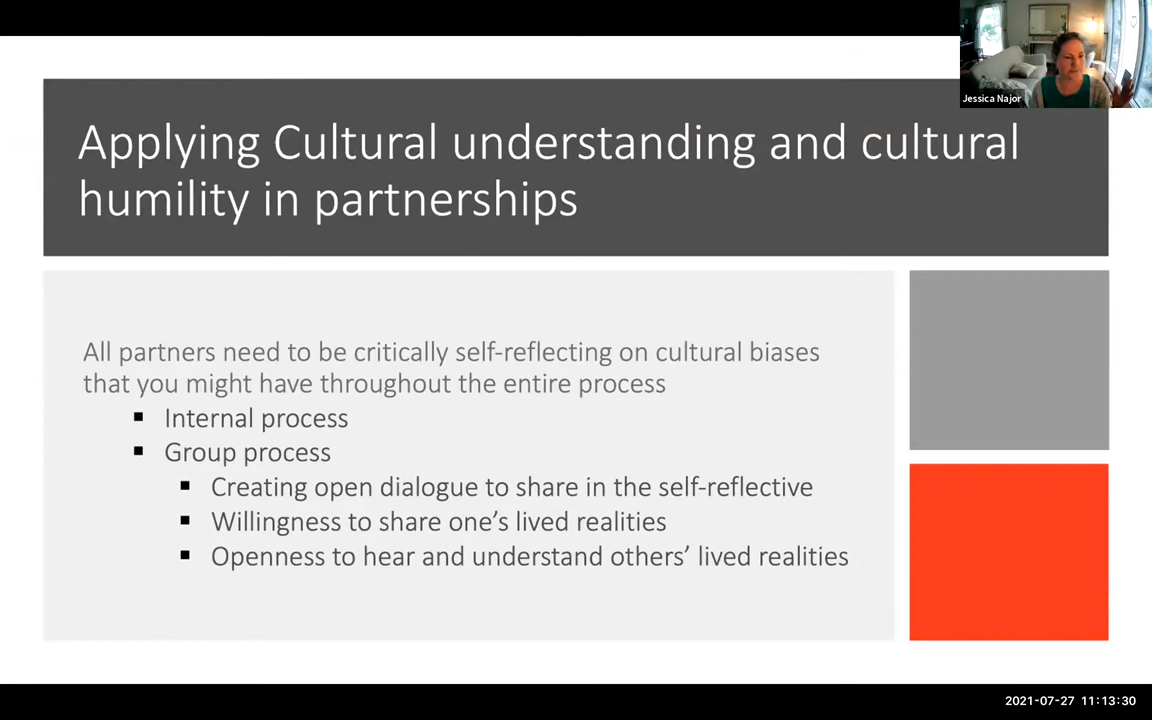 Jessica Najor
Applying Cultural understanding and cultural
humility in partnerships
All partners need to be critically self-reflecting on cultural biases
that you might have throughout the entire process
▪ Internal process
▪ Group process
▪ Creating open dialogue to share in the self-reflective
▪ Willingness to share one’s lived realities
▪ Openness to hear and understand others’ lived realities
2021-07-27 11:13:30